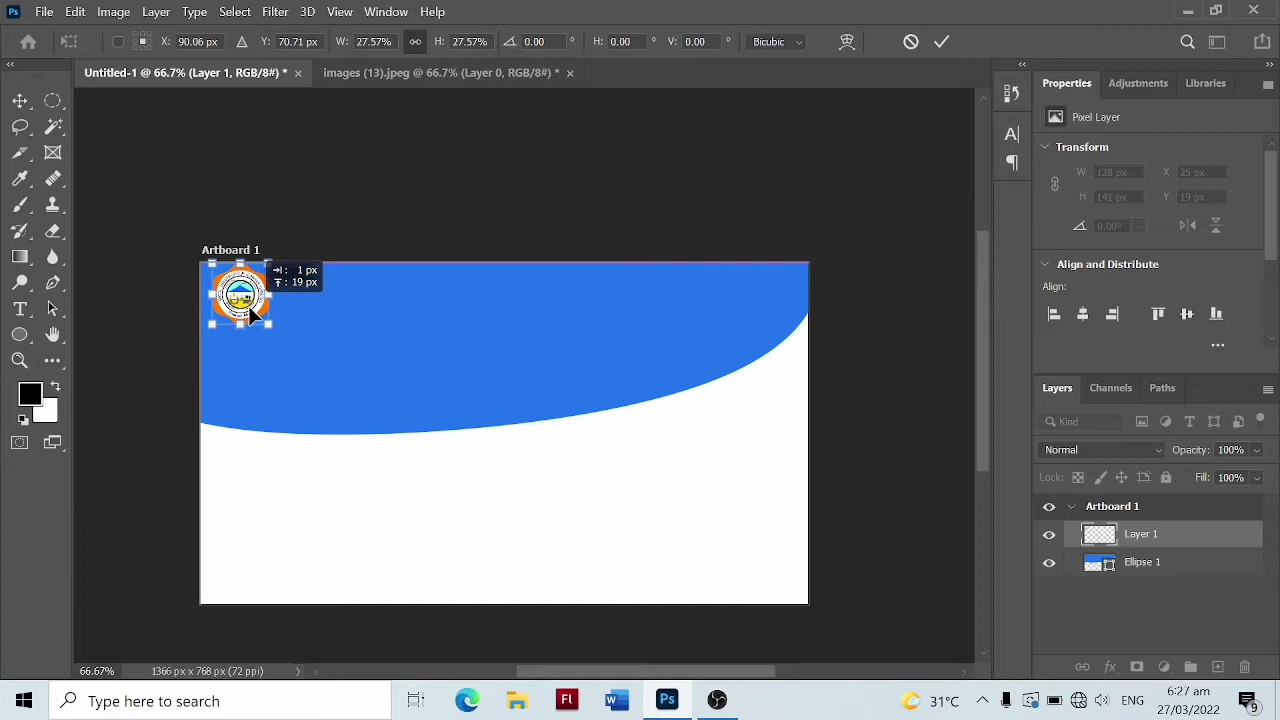 Ps File Edit Image Layer Type Select Filter 3D View Window Help
X: 90.06 px Y: 70.71 px W: 27.57% H: 27.57% 0.00 ° H: 0.00 ° V: 0.00 ° Bicubic
Untitled-1 @ 66.7% (Layer 1, RGB/8#) * × images (13).jpeg @ 66.7% (Layer 0, RGB/8#) * ×
Properties Adjustments Libraries
Pixel Layer
Transform
W 128 px X 25 px
H 141 px Y 19 px
0.00°
Artboard 1
: 1 px
: 19 px
Align and Distribute
Align:
Layers Channels Paths
Kind
Normal Opacity: 100%
Lock: Fill: 100%
Artboard 1
Layer 1
Ellipse 1
66.67% 1366 px x 768 px (72 ppi)
Type here to search
Fl
Ps
31°C
ENG
6:27 am
27/03/2022
9